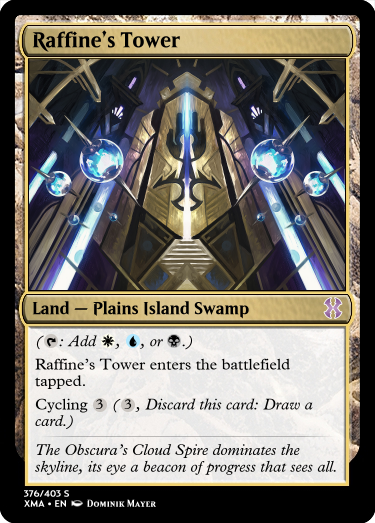 Raffine's Tower
Land — Plains Island Swamp
(T: Add W, U, or B.)
Raffine's Tower enters the battlefield
tapped.
Cycling 3 (3, Discard this card: Draw a
card.)
The Obscura's Cloud Spire dominates the
skyline, its eye a beacon of progress that sees all.
376/403 S
XMA • EN Dominik Mayer